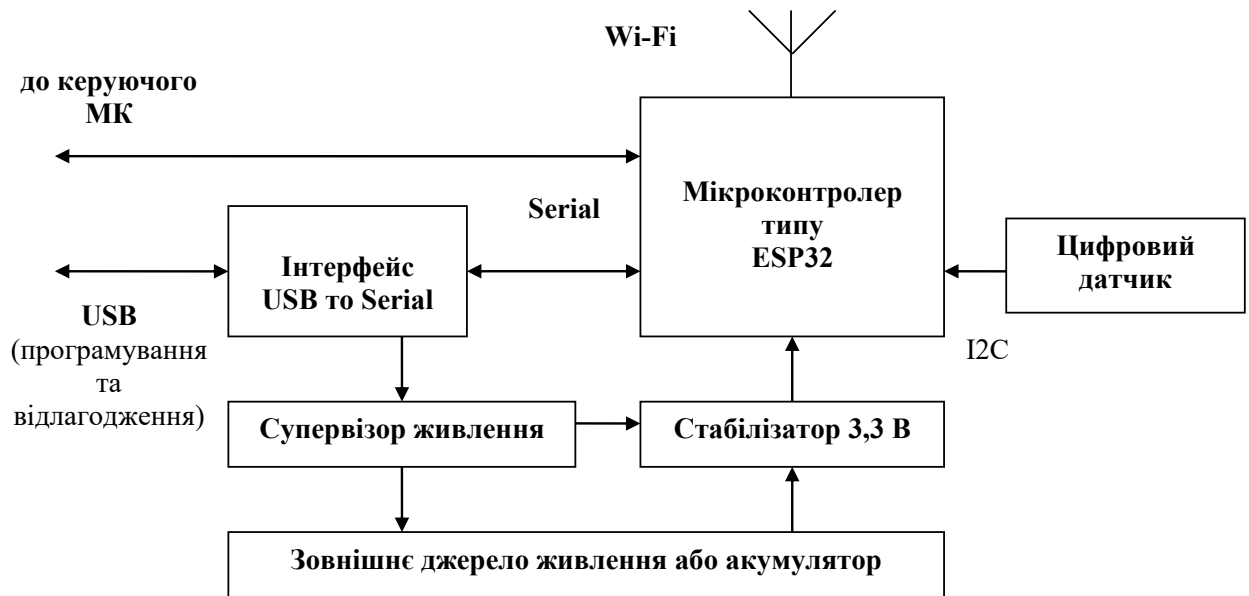 Wi-Fi
до керуючого
МК
Serial
Мікроконтролер
типу
ESP32
Цифровий
датчик
Інтерфейс
USB то Serial
USB
(програмування
та
відлагодження)
I2C
Супервізор живлення
Стабілізатор 3,3 В
Зовнішнє джерело живлення або акумулятор